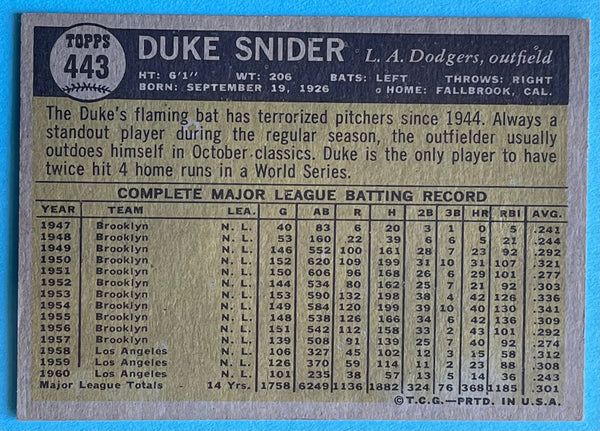 TOPPS
443
DUKE SNIDER L. A. Dodgers, outfield
HT: 6'1" WT: 206 BATS: LEFT THROWS: RIGHT
BORN: SEPTEMBER 19, 1926 HOME: FALLBROOK, CAL.
The Duke's flaming bat has terrorized pitchers since 1944. Always a
standout player during the regular season, the outfielder usually
outdoes himself in October classics. Duke is the only player to have
twice hit 4 home runs in a World Series.
COMPLETE MAJOR LEAGUE BATTING RECORD
YEAR TEAM LEA. G AB R H 2B 3B HR RBI AVG.
1947 Brooklyn N. L. 40 83 6 20 3 1 0 5 .241
1948 Brooklyn N. L. 53 160 22 39 6 6 5 21 .244
1949 Brooklyn N. L. 146 552 100 161 28 7 23 92 .292
1950 Brooklyn N. L. 152 620 109 199 31 10 31 107 .321
1951 Brooklyn N. L. 150 606 96 168 26 6 29 101 .277
1952 Brooklyn N. L. 144 534 80 162 25 7 21 92 .303
1953 Brooklyn N. L. 153 590 132 198 38 4 42 126 .336
1954 Brooklyn N. L. 149 584 120 199 39 10 40 130 .341
1955 Brooklyn N. L. 148 538 126 166 34 6 42 136 .309
1956 Brooklyn N. L. 151 542 112 158 33 2 43 101 .292
1957 Brooklyn N. L. 139 508 91 139 25 7 40 92 .274
1958 Los Angeles N. L. 106 327 45 102 12 3 15 58 .312
1959 Los Angeles N. L. 126 370 59 114 11 2 23 88 .308
1960 Los Angeles N. L. 101 235 38 57 13 5 14 36 .243
Major League Totals 14 Yrs. 1758 6249 1136 1882 324 76 368 1185 .301
©T.C.G.—PRTD. IN U.S.A.